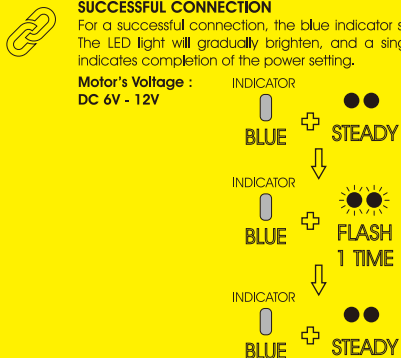 SUCCESSFUL CONNECTION
For a successful connection, the blue indicator
The LED light will gradually brighten, and a
indicates completion of the power setting.
Motor's Voltage :
DC 6V - 12V
INDICATOR
BLUE STEADY
INDICATOR
BLUE FLASH
1 TIME
INDICATOR
BLUE STEADY